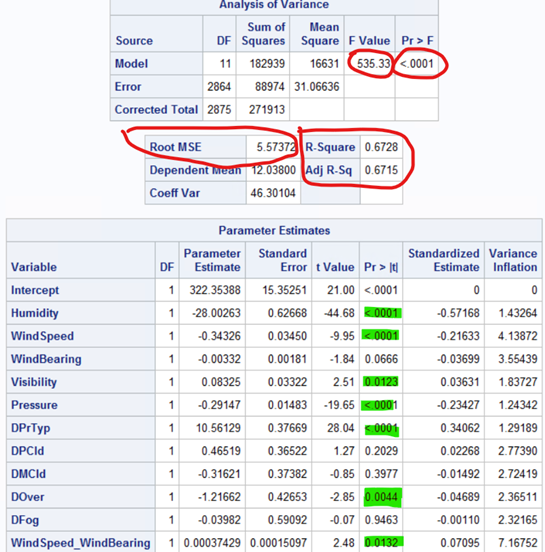 Analysis of Variance
Source DF Sum of Squares Mean Square F Value Pr > F
Model 11 182939 16631 535.33 <.0001
Error 2864 88974 31.06636
Corrected Total 2875 271913
Root MSE 5.57372 R-Square 0.6728
Dependent Mean 12.03800 Adj R-Sq 0.6715
Coeff Var 46.30104
Parameter Estimates
Variable DF Parameter Estimate Standard Error t Value Pr > |t| Standardized Estimate Variance Inflation
Intercept 1 322.35388 15.35251 21.00 <.0001 0 0
Humidity 1 -28.00263 0.62668 -44.68 <.0001 -0.57168 1.43264
WindSpeed 1 -0.34326 0.03450 -9.95 <.0001 -0.21633 4.13872
WindBearing 1 -0.00332 0.00181 -1.84 0.0666 -0.03699 3.55439
Visibility 1 0.08325 0.03322 2.51 0.0123 0.03631 1.83727
Pressure 1 -0.29147 0.01483 -19.65 <.0001 -0.23427 1.24342
DPrTyp 1 10.56129 0.37669 28.04 <.0001 0.34062 1.29189
DPCld 1 0.46519 0.36522 1.27 0.2029 0.02268 2.77390
DMCld 1 -0.31621 0.37382 -0.85 0.3977 -0.01492 2.72419
DOver 1 -1.21662 0.42653 -2.85 0.0044 -0.04689 2.36511
DFog 1 -0.03982 0.59092 -0.07 0.9463 -0.00110 2.32165
WindSpeed_WindBearing 1 0.00037429 0.00015097 2.48 0.0132 0.07095 7.16752